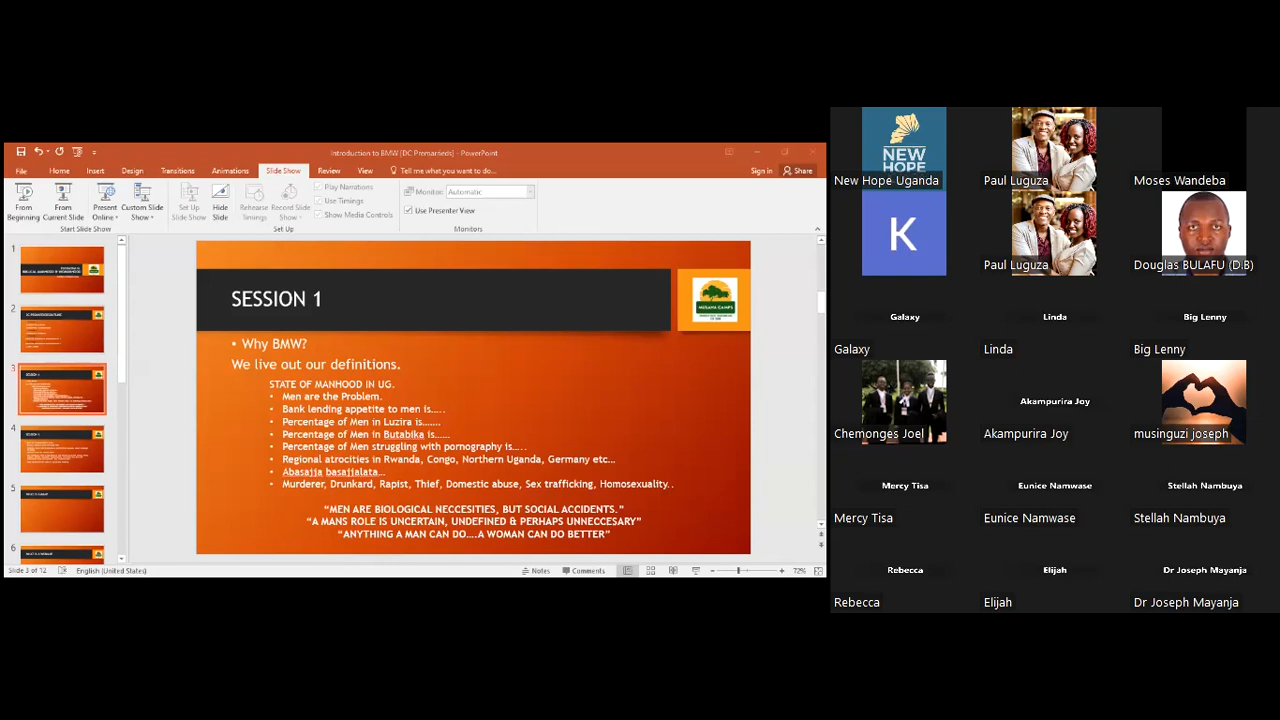 Introduction to BMW [DC Premarrieds] - PowerPoint
File Home Insert Design Transitions Animations Slide Show Review View Tell me what you want to do... Sign in Share
From Beginning
From Current Slide
Present Online
Custom Slide Show
Set Up Slide Show
Hide Slide
Rehearse Timings
Record Slide Show
Play Narrations
Use Timings
Show Media Controls
Monitor: Automatic
Use Presenter View
Start Slide Show Set Up Monitors
1
2
3
4
5
6
SESSION 1
MUSANA CAMPS
• Why BMW?
We live out our definitions.
STATE OF MANHOOD IN UG.
• Men are the Problem.
• Bank lending appetite to men is.....
• Percentage of Men in Luzira is.......
• Percentage of Men in Butabika is......
• Percentage of Men struggling with pornography is.....
• Regional atrocities in Rwanda, Congo, Northern Uganda, Germany etc...
• Abasajja basajjalata...
• Murderer, Drunkard, Rapist, Thief, Domestic abuse, Sex trafficking, Homosexuality..
“MEN ARE BIOLOGICAL NECCESITIES, BUT SOCIAL ACCIDENTS.”
“A MANS ROLE IS UNCERTAIN, UNDEFINED & PERHAPS UNNECCESARY”
“ANYTHING A MAN CAN DO....A WOMAN CAN DO BETTER”
Slide 3 of 12 English (United States) Notes Comments 72%
NEW HOPE
New Hope Uganda Paul Luguza Moses Wandeba
K
Paul Luguza Douglas BULAFU (D.B)
Galaxy Linda Big Lenny
Galaxy Linda Big Lenny
Akampurira Joy
Chemonges Joel Akampurira Joy musinguzi joseph
Mercy Tisa Eunice Namwase Stellah Nambuya
Mercy Tisa Eunice Namwase Stellah Nambuya
Rebecca Elijah Dr Joseph Mayanja
Rebecca Elijah Dr Joseph Mayanja